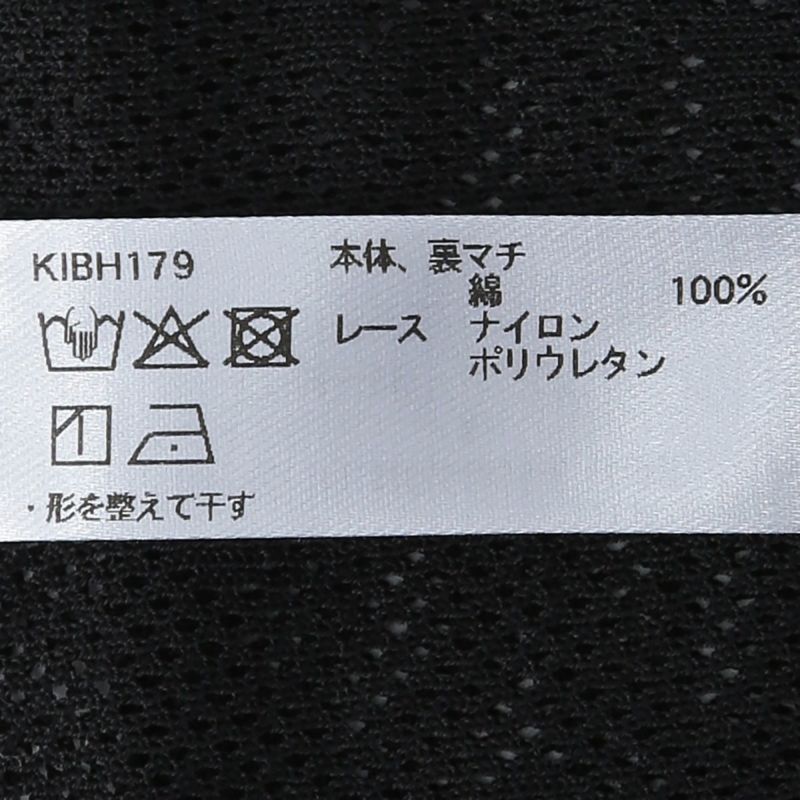 KIBH179
・形を整えて干す
本体、裏マチ
綿 100%
レース ナイロン
ポリウレタン